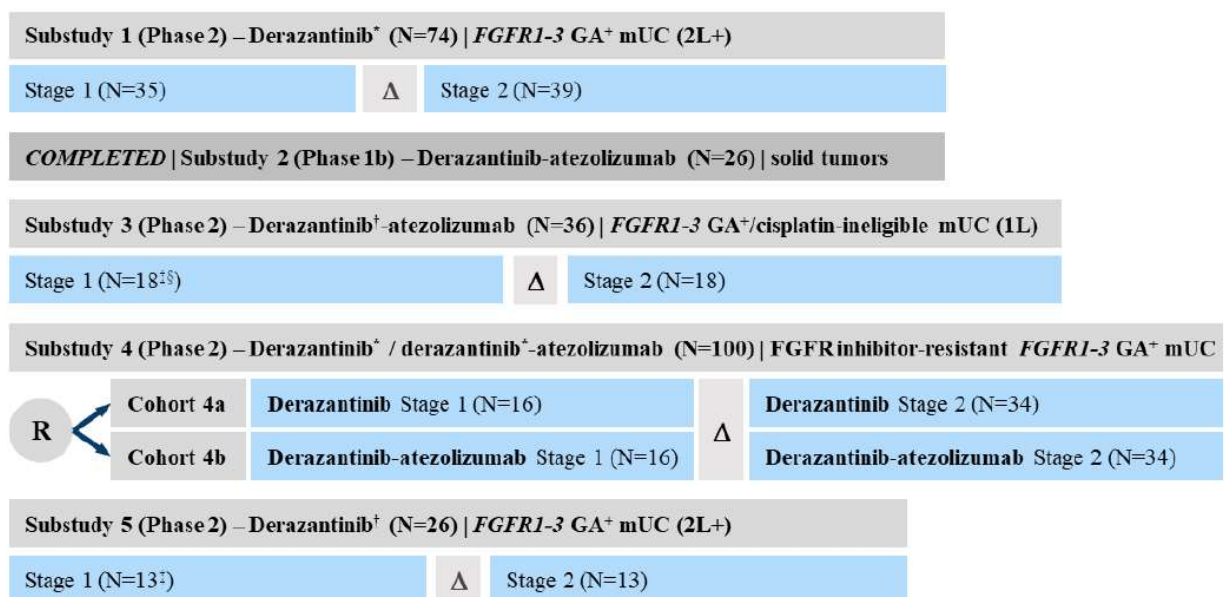 Substudy 1 (Phase 2) – Derazantinib* (N=74) | FGFR1-3 GA⁺ mUC (2L+)
Stage 1 (N=35) Δ Stage 2 (N=39)
COMPLETED | Substudy 2 (Phase 1b) – Derazantinib-atezolizumab (N=26) | solid tumors
Substudy 3 (Phase 2) – Derazantinib†-atezolizumab (N=36) | FGFR1-3 GA⁺/cisplatin-ineligible mUC (1L)
Stage 1 (N=18‡§) Δ Stage 2 (N=18)
Substudy 4 (Phase 2) – Derazantinib* / derazantinib*-atezolizumab (N=100) | FGFR inhibitor-resistant FGFR1-3 GA⁺ mUC
R
Cohort 4a Derazantinib Stage 1 (N=16) Derazantinib Stage 2 (N=34)
Δ
Cohort 4b Derazantinib-atezolizumab Stage 1 (N=16) Derazantinib-atezolizumab Stage 2 (N=34)
Substudy 5 (Phase 2) – Derazantinib† (N=26) | FGFR1-3 GA⁺ mUC (2L+)
Stage 1 (N=13‡) Δ Stage 2 (N=13)